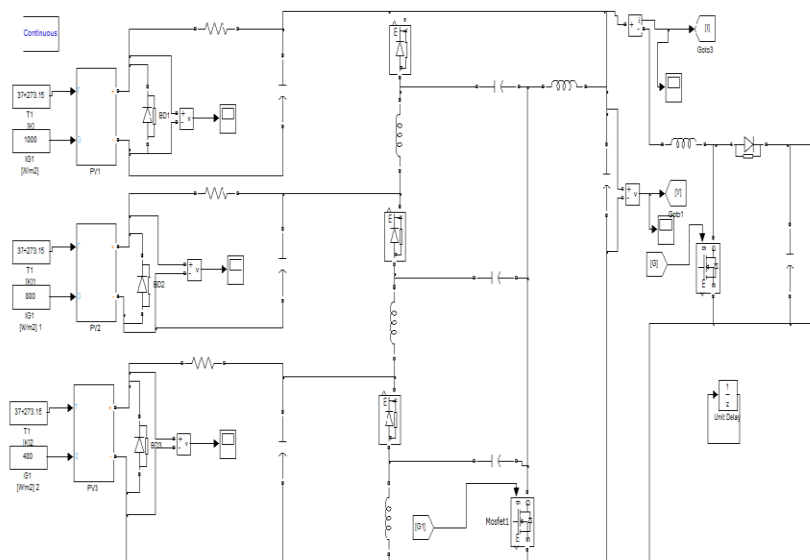 Continuous
37+273.15
T1
[K]
1000
IG1
[W/m2]
PV1
BD1
v
E
i
[I]
Goto3
37+273.15
T1
[K]1
800
IG1
[W/m2] 1
PV2
BD2
v
E
v
[V]
Goto1
[G]
37+273.15
T1
[K]2
400
G1
[W/m2] 2
PV3
BD3
v
E
[G1]
Mosfet1
1
z
Unit Delay